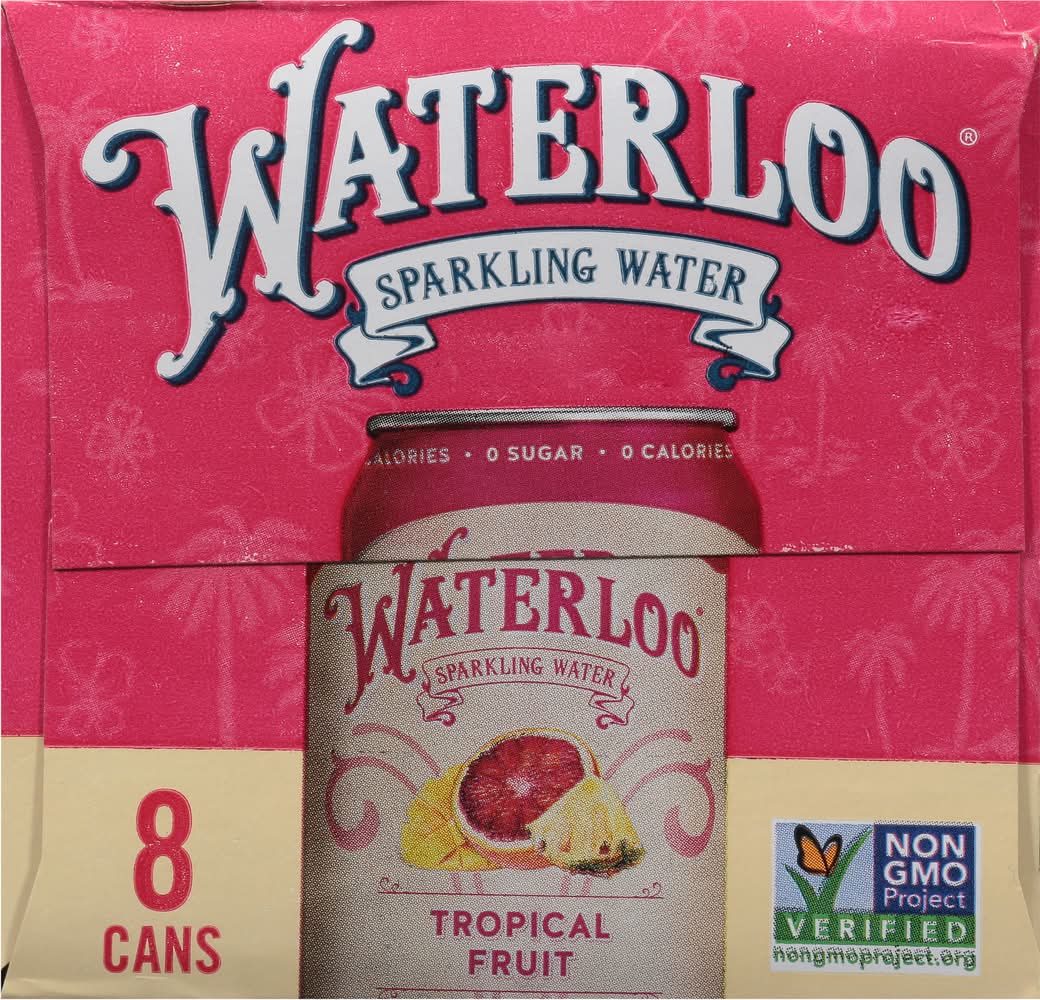 WATERLOO®
SPARKLING WATER
CALORIES • 0 SUGAR • 0 CALORIES
WATERLOO
SPARKLING WATER
TROPICAL
FRUIT
8
CANS
NON
GMO
Project
VERIFIED
nongmoproject.org